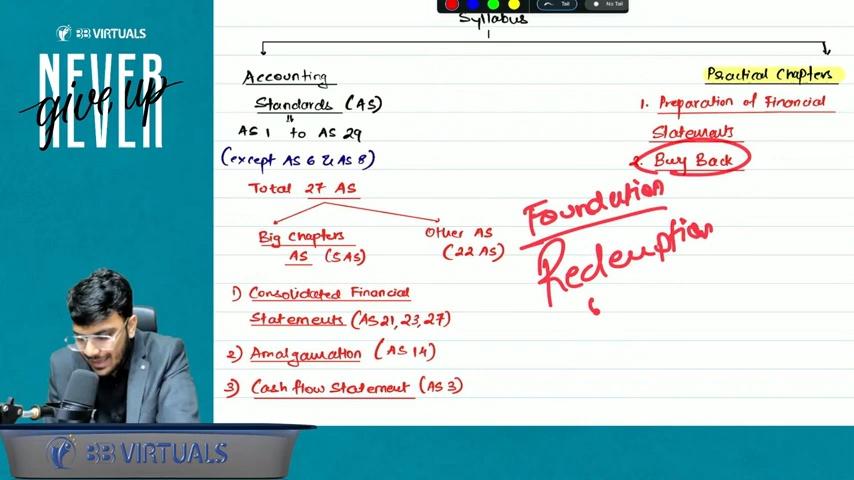 Tail
No Tail
Syllabus
BB VIRTUALS
NEVER
give up
NEVER
Accounting
Standards (AS)
AS 1 to AS 29
(except AS 6 & AS 8)
Total 27 AS
Big Chapters
AS (5 AS)
Other AS
(22 AS)
1) Consolidated Financial
Statements (AS 21, 23, 27)
2) Amalgamation (AS 14)
3) Cash flow Statement (AS 3)
Practical Chapters
1. Preparation of Financial
Statements
2. Buy Back
Foundation
Redemption
BB VIRTUALS